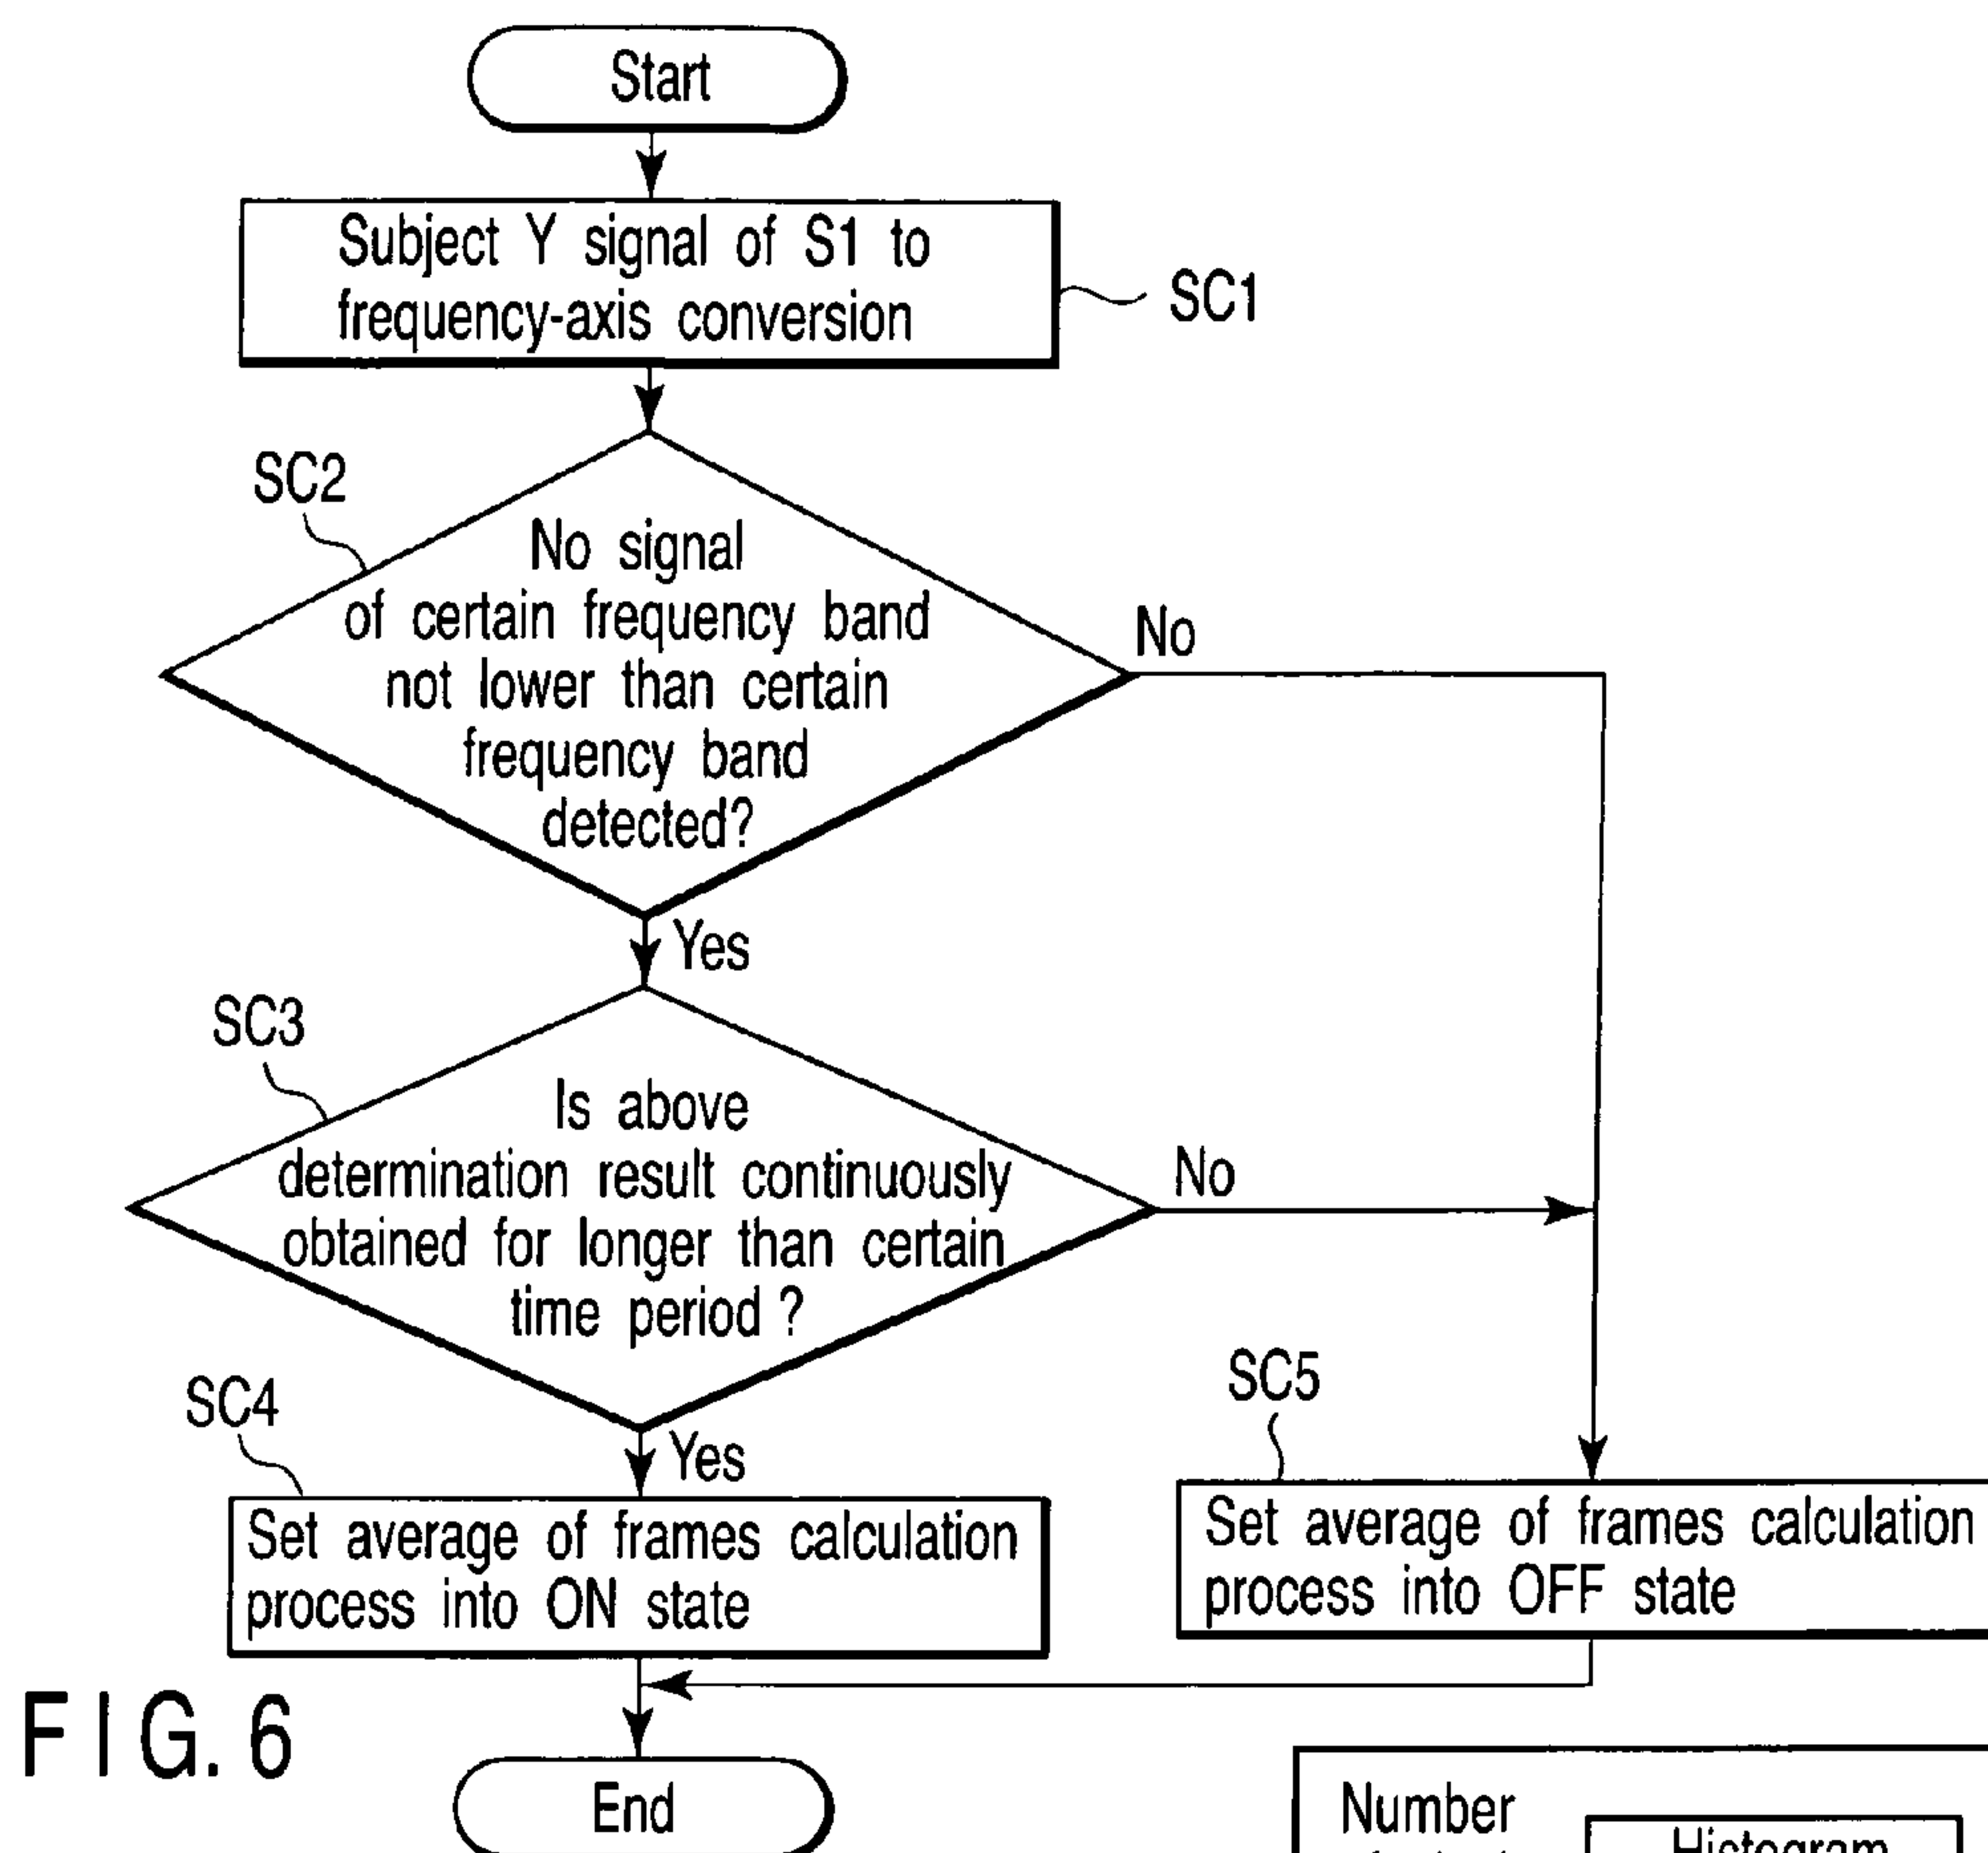 Start
Subject Y signal of S1 to
frequency-axis conversion
SC1
SC2
No signal
of certain frequency band
not lower than certain
frequency band
detected?
No
Yes
SC3
Is above
determination result continuously
obtained for longer than certain
time period ?
No
Yes
SC4
Set average of frames calculation
process into ON state
SC5
Set average of frames calculation
process into OFF state
FIG. 6
End
Number
Histogram